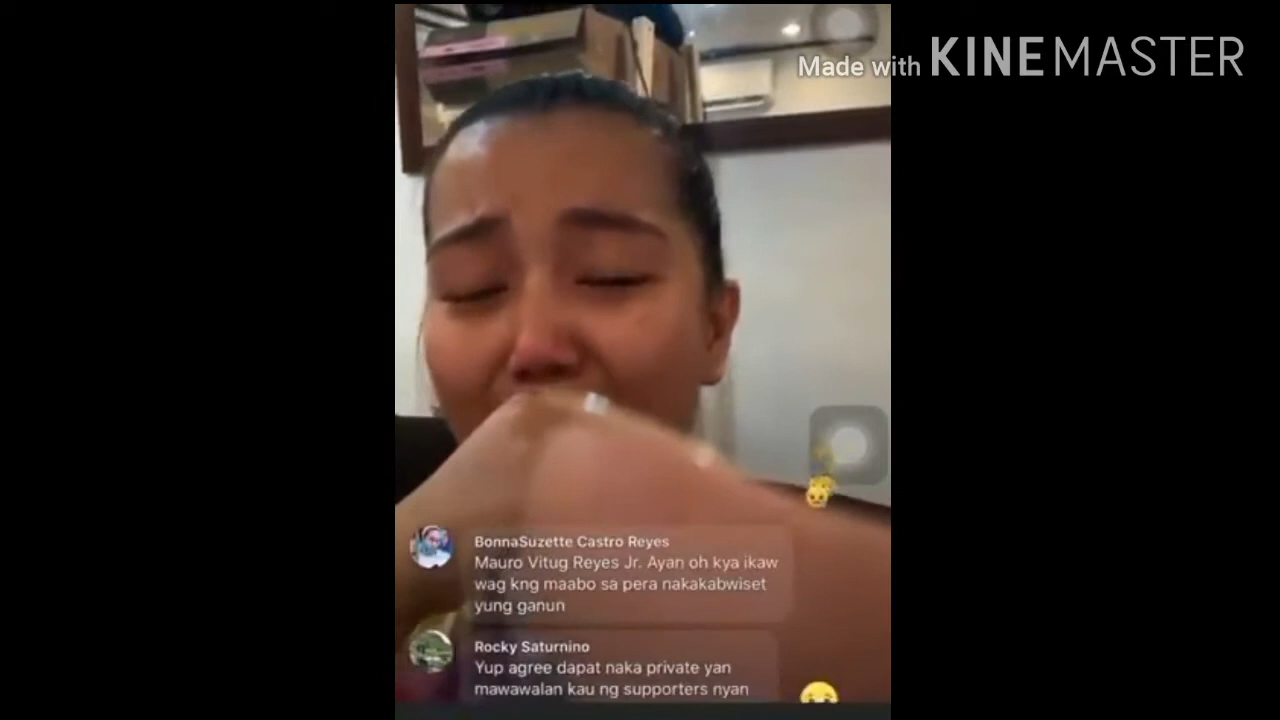 Made with KINEMASTER
BonnaSuzette Castro Reyes
Mauro Vitug Reyes Jr. Ayan oh kya ikaw
wag kng maabo sa pera nakakabwiset
yung ganun
Rocky Saturnino
Yup agree dapat naka private yan
mawawalan kau ng supporters nyan